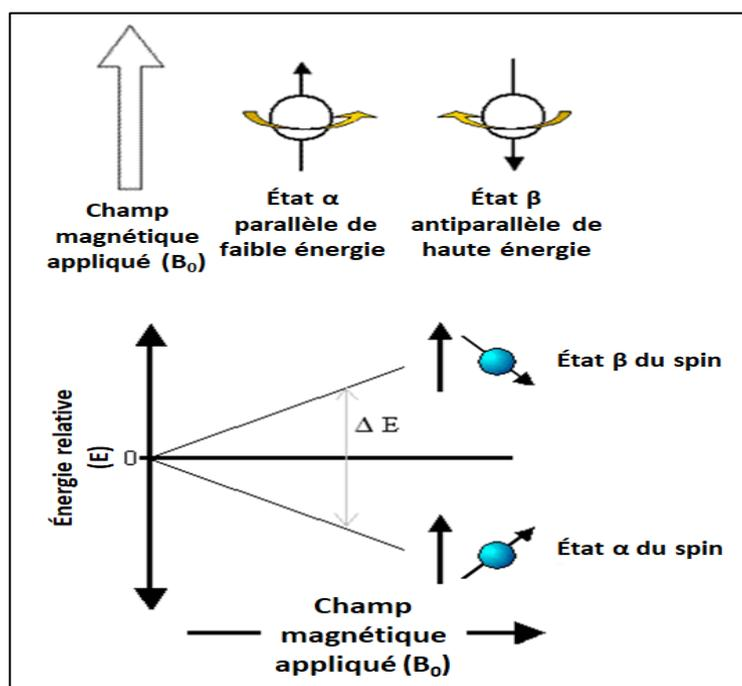 Champ
magnétique
appliqué (B₀)
État α
parallèle de
faible énergie
État β
antiparallèle de
haute énergie
Énergie relative
(E)
0
Δ E
État β du spin
État α du spin
Champ
magnétique
appliqué (B₀)